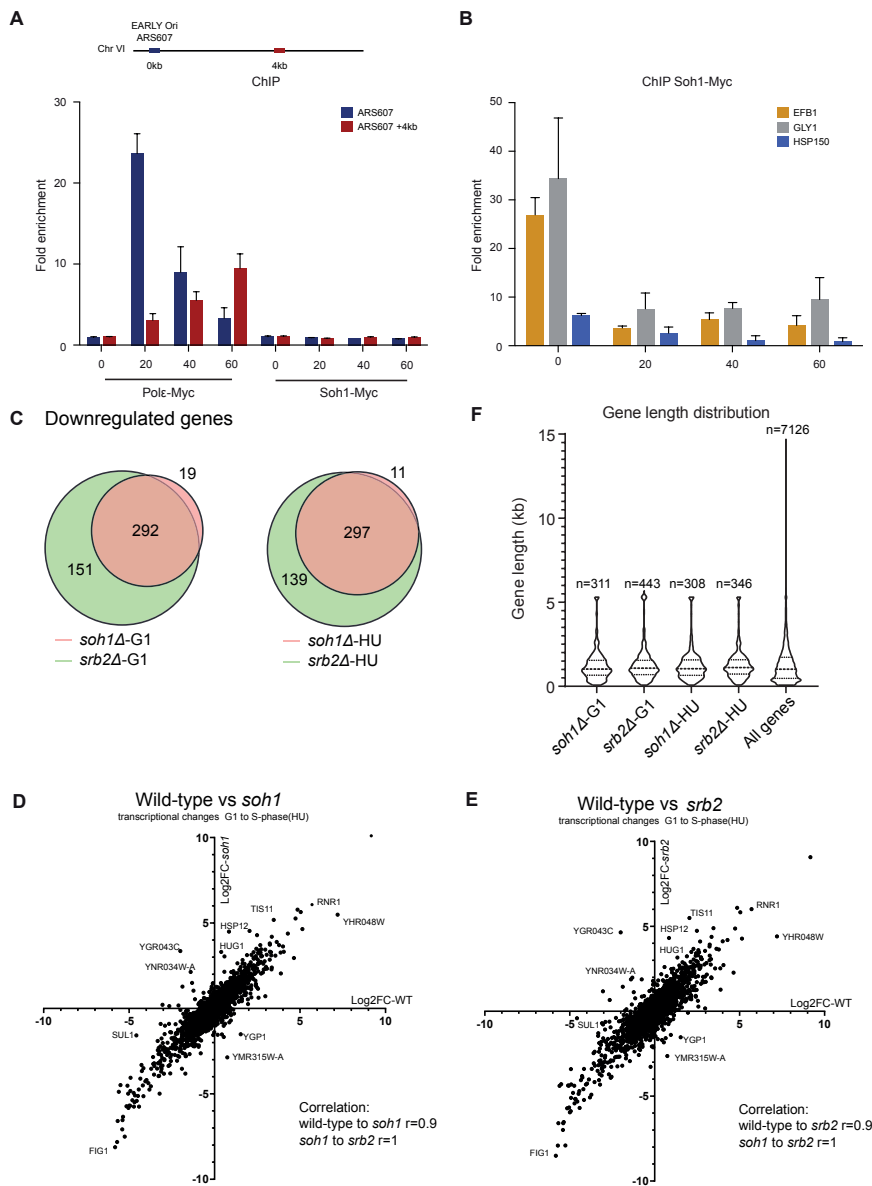 A
EARLY Ori
ARS607
Chr VI
0kb
4kb
ChIP
ARS607
ARS607 +4kb
Fold enrichment
30
20
10
0
0
20
40
60
0
20
40
60
Polε-Myc
Soh1-Myc
B
ChIP Soh1-Myc
EFB1
GLY1
HSP150
Fold enrichment
50
40
30
20
10
0
0
20
40
60
C
Downregulated genes
19
292
151
soh1Δ-G1
srb2Δ-G1
11
297
139
soh1Δ-HU
srb2Δ-HU
F
Gene length distribution
n=7126
Gene length (kb)
15
10
5
0
n=311
n=443
n=308
n=346
soh1Δ-G1
srb2Δ-G1
soh1Δ-HU
srb2Δ-HU
All genes
D
Wild-type vs soh1
transcriptional changes G1 to S-phase(HU)
Log2FC-soh1
10
5
-5
-10
-10
-5
0
5
10
Log2FC-WT
TIS11
RNR1
YHR048W
HSP12
HUG1
YGR043C
YNR034W-A
SUL1
YGP1
YMR315W-A
FIG1
Correlation:
wild-type to soh1 r=0.9
soh1 to srb2 r=1
E
Wild-type vs srb2
transcriptional changes G1 to S-phase(HU)
Log2FC-srb2
10
5
-5
-10
-10
-5
0
5
10
Log2FC-WT
TIS11
RNR1
YHR048W
HSP12
HUG1
YGR043C
YNR034W-A
SUL1
YGP1
YMR315W-A
FIG1
Correlation:
wild-type to srb2 r=0.9
soh1 to srb2 r=1